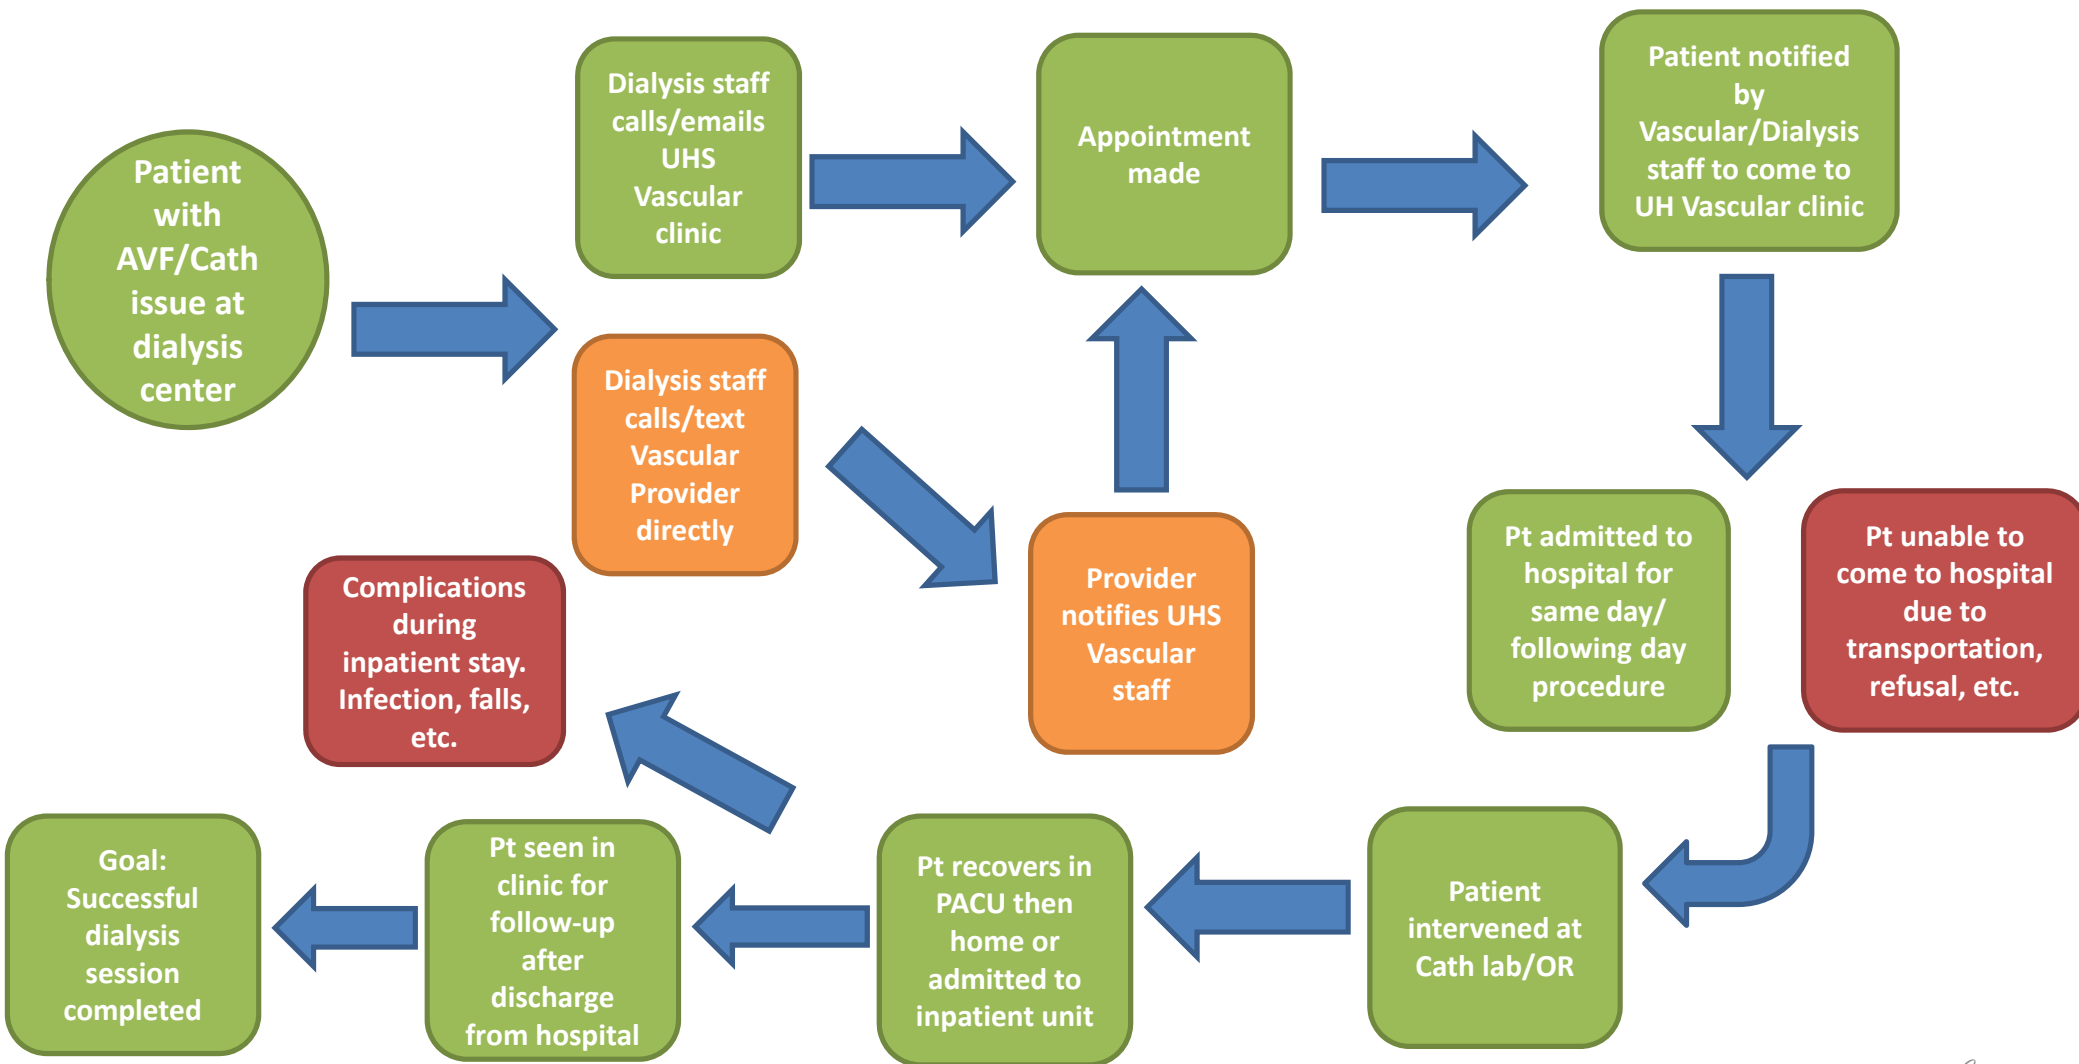 Patient
with
AVF/Cath
issue at
dialysis
center
Dialysis staff
calls/emails
UHS
Vascular
clinic
Appointment
made
Patient notified
by
Vascular/Dialysis
staff to come to
UH Vascular clinic
Dialysis staff
calls/text
Vascular
Provider
directly
Provider
notifies UHS
Vascular
staff
Pt admitted to
hospital for
same day/
following day
procedure
Pt unable to
come to hospital
due to
transportation,
refusal, etc.
Complications
during
inpatient stay.
Infection, falls,
etc.
Patient
intervened at
Cath lab/OR
Pt recovers in
PACU then
home or
admitted to
inpatient unit
Pt seen in
clinic for
follow-up
after
discharge
from hospital
Goal:
Successful
dialysis
session
completed